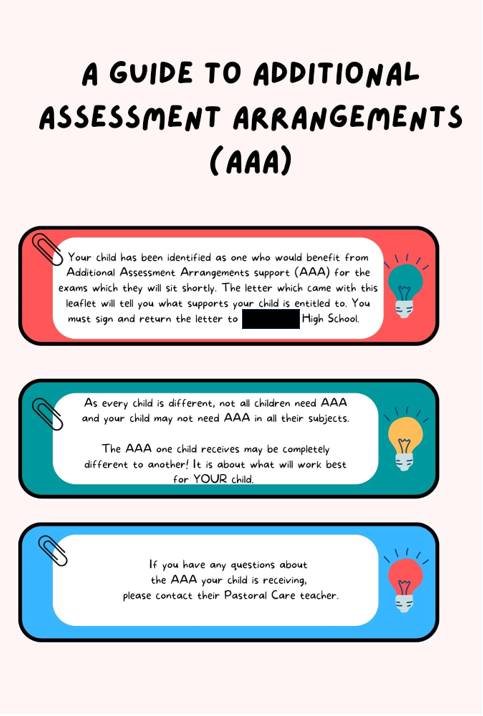 A GUIDE TO ADDITIONAL
ASSESSMENT ARRANGEMENTS
(AAA)
Your child has been identified as one who would benefit from
Additional Assessment Arrangements support (AAA) for the
exams which they will sit shortly. The letter which came with this
leaflet will tell you what supports your child is entitled to. You
must sign and return the letter to High School.
As every child is different, not all children need AAA
and your child may not need AAA in all their subjects.
The AAA one child receives may be completely
different to another! It is about what will work best
for YOUR child.
If you have any questions about
the AAA your child is receiving,
please contact their Pastoral Care teacher.